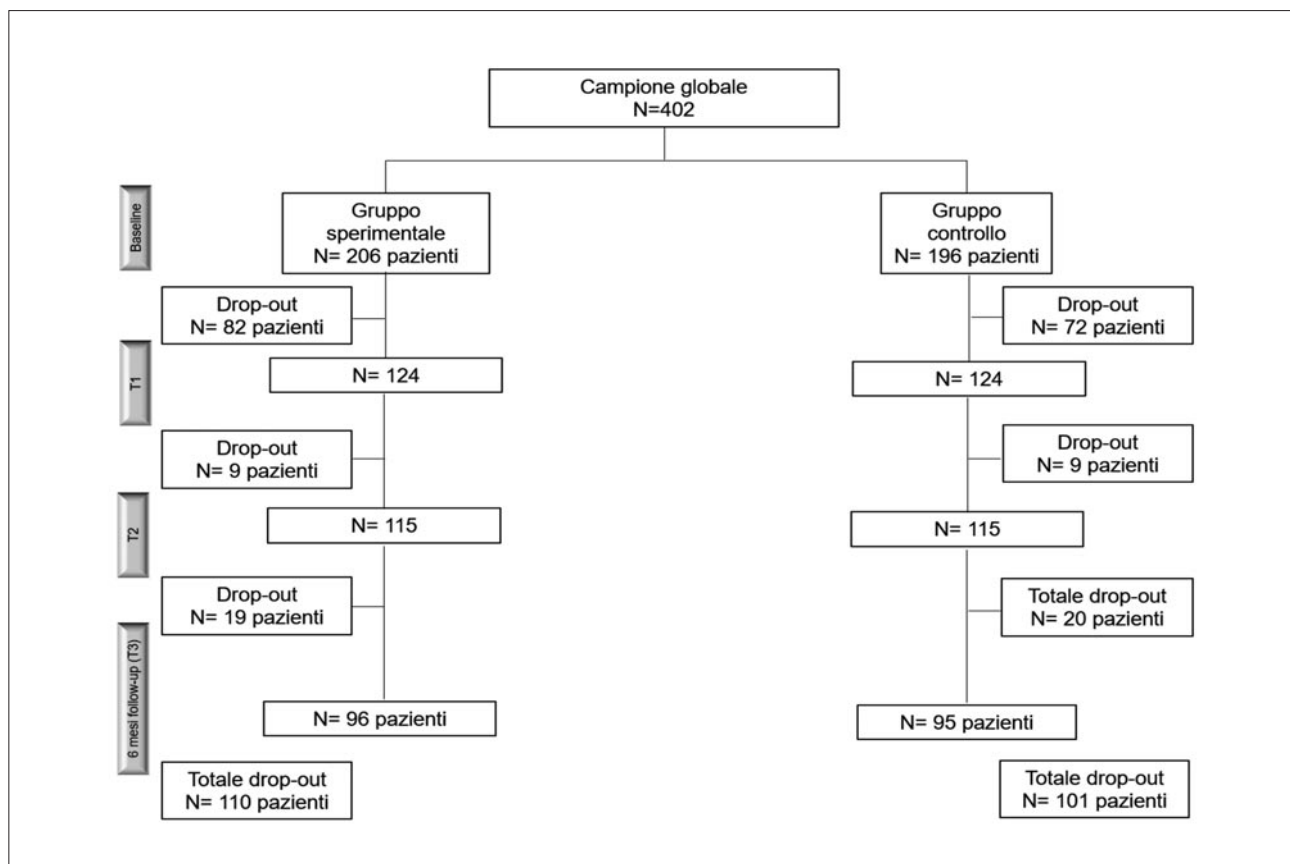 Campione globale
N=402
Baseline
Gruppo
sperimentale
N= 206 pazienti
Gruppo
controllo
N= 196 pazienti
Drop-out
N= 82 pazienti
Drop-out
N= 72 pazienti
T1
N= 124
N= 124
Drop-out
N= 9 pazienti
Drop-out
N= 9 pazienti
T2
N= 115
N= 115
Drop-out
N= 19 pazienti
Totale drop-out
N= 20 pazienti
6 mesi follow-up (T3)
N= 96 pazienti
N= 95 pazienti
Totale drop-out
N= 110 pazienti
Totale drop-out
N= 101 pazienti